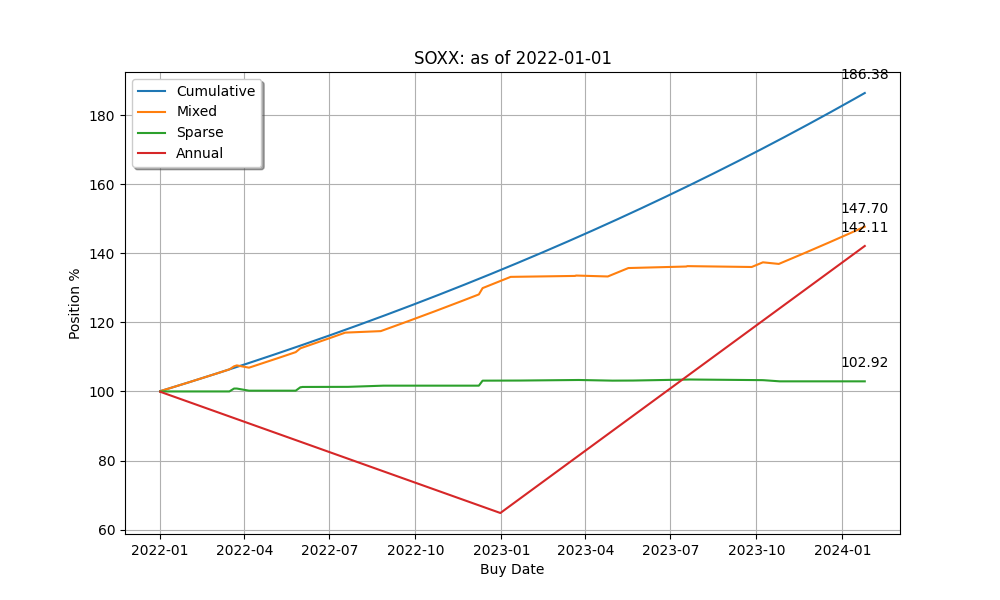 SOXX: as of 2022-01-01
Cumulative
Mixed
Sparse
Annual
186.38
147.70
142.11
102.92
180
160
140
120
100
80
60
Position %
2022-01 2022-04 2022-07 2022-10 2023-01 2023-04 2023-07 2023-10 2024-01
Buy Date